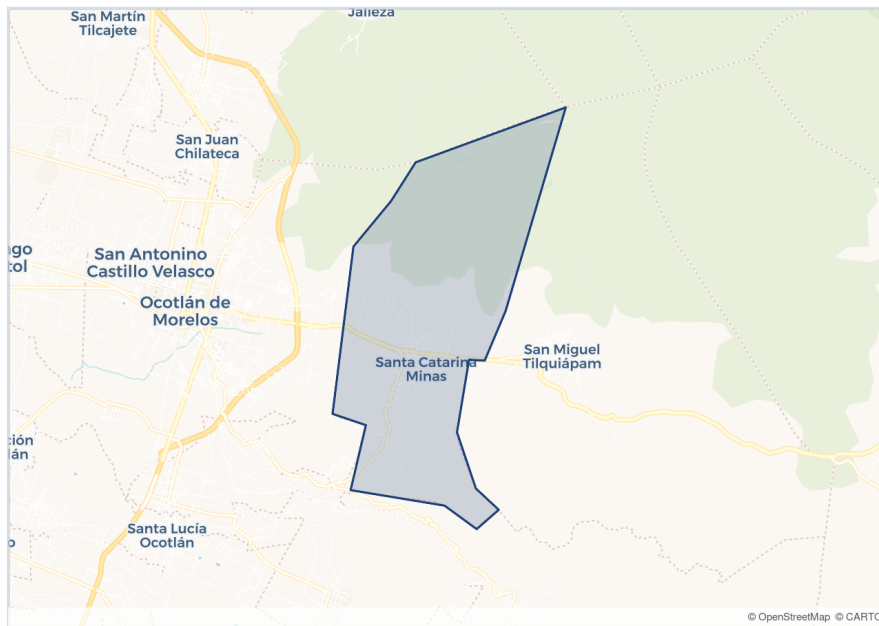 Jalieza
San Martín
Tilcajete
San Juan
Chilateca
San Antonino
Castillo Velasco
Ocotlán de
Morelos
Santa Catarina
Minas
San Miguel
Tilquiápam
Santa Lucía
Ocotlán
© OpenStreetMap © CARTO